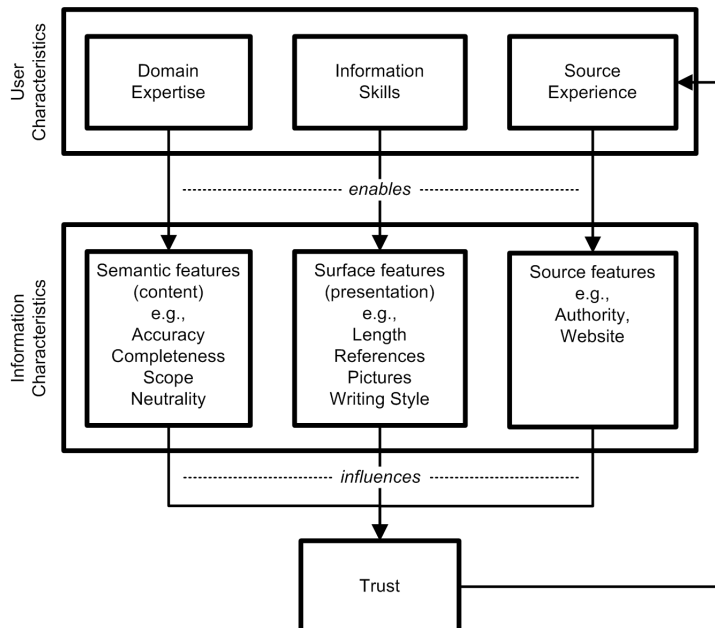 User
Characteristics
Domain
Expertise
Information
Skills
Source
Experience
enables
Information
Characteristics
Semantic features
(content)
e.g.,
Accuracy
Completeness
Scope
Neutrality
Surface features
(presentation)
e.g.,
Length
References
Pictures
Writing Style
Source features
e.g.,
Authority,
Website
influences
Trust